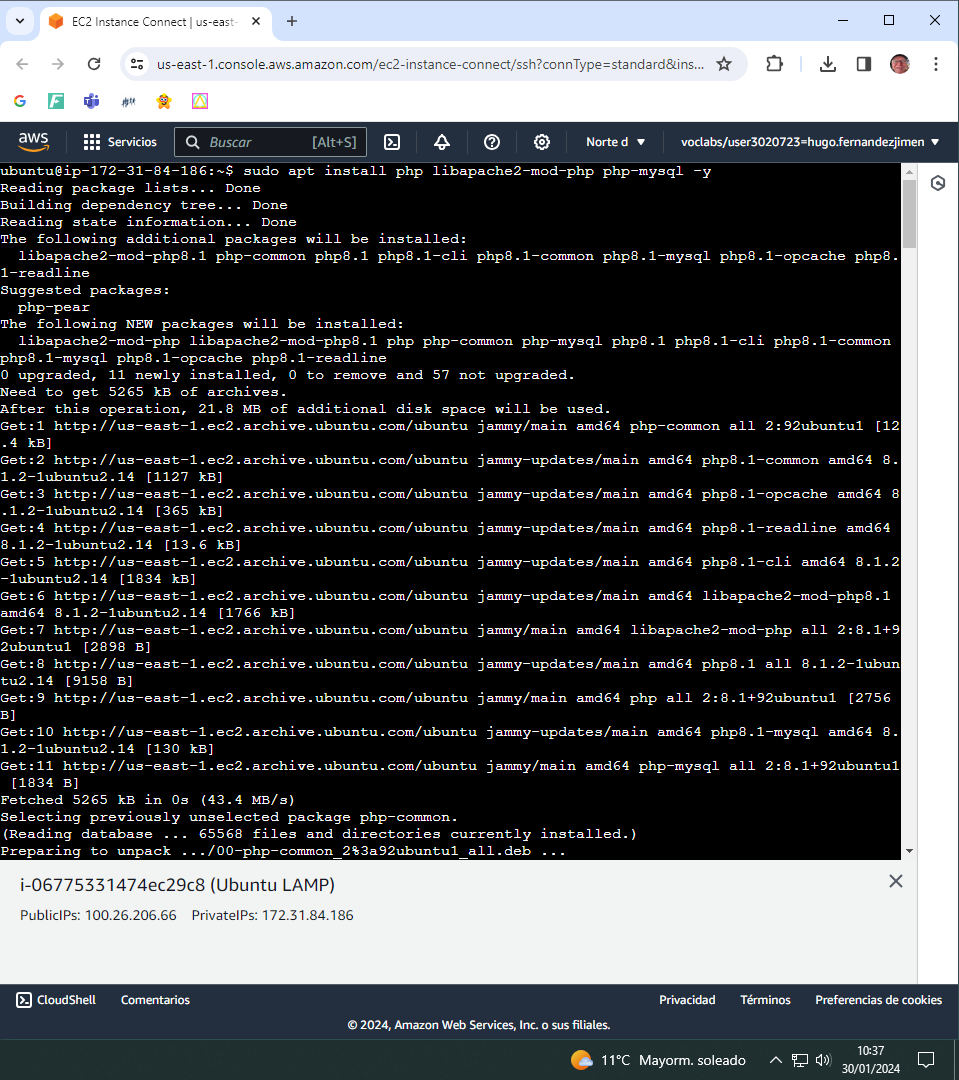 EC2 Instance Connect | us-east-
us-east-1.console.aws.amazon.com/ec2-instance-connect/ssh?connType=standard&ins...
aws
Servicios
Buscar
[Alt+S]
Norte d
voclabs/user3020723=hugo.fernandezjimen
ubuntu@ip-172-31-84-186:~$ sudo apt install php libapache2-mod-php php-mysql -y
Reading package lists... Done
Building dependency tree... Done
Reading state information... Done
The following additional packages will be installed:
  libapache2-mod-php8.1 php-common php8.1 php8.1-cli php8.1-common php8.1-mysql php8.1-opcache php8.
1-readline
Suggested packages:
  php-pear
The following NEW packages will be installed:
  libapache2-mod-php libapache2-mod-php8.1 php php-common php-mysql php8.1 php8.1-cli php8.1-common
php8.1-mysql php8.1-opcache php8.1-readline
0 upgraded, 11 newly installed, 0 to remove and 57 not upgraded.
Need to get 5265 kB of archives.
After this operation, 21.8 MB of additional disk space will be used.
Get:1 http://us-east-1.ec2.archive.ubuntu.com/ubuntu jammy/main amd64 php-common all 2:92ubuntu1 [12
.4 kB]
Get:2 http://us-east-1.ec2.archive.ubuntu.com/ubuntu jammy-updates/main amd64 php8.1-common amd64 8.
1.2-1ubuntu2.14 [1127 kB]
Get:3 http://us-east-1.ec2.archive.ubuntu.com/ubuntu jammy-updates/main amd64 php8.1-opcache amd64 8
.1.2-1ubuntu2.14 [365 kB]
Get:4 http://us-east-1.ec2.archive.ubuntu.com/ubuntu jammy-updates/main amd64 php8.1-readline amd64
8.1.2-1ubuntu2.14 [13.6 kB]
Get:5 http://us-east-1.ec2.archive.ubuntu.com/ubuntu jammy-updates/main amd64 php8.1-cli amd64 8.1.2
-1ubuntu2.14 [1834 kB]
Get:6 http://us-east-1.ec2.archive.ubuntu.com/ubuntu jammy-updates/main amd64 libapache2-mod-php8.1
amd64 8.1.2-1ubuntu2.14 [1766 kB]
Get:7 http://us-east-1.ec2.archive.ubuntu.com/ubuntu jammy/main amd64 libapache2-mod-php all 2:8.1+9
2ubuntu1 [2898 B]
Get:8 http://us-east-1.ec2.archive.ubuntu.com/ubuntu jammy-updates/main amd64 php8.1 all 8.1.2-1ubun
tu2.14 [9158 B]
Get:9 http://us-east-1.ec2.archive.ubuntu.com/ubuntu jammy/main amd64 php all 2:8.1+92ubuntu1 [2756
B]
Get:10 http://us-east-1.ec2.archive.ubuntu.com/ubuntu jammy-updates/main amd64 php8.1-mysql amd64 8.
1.2-1ubuntu2.14 [130 kB]
Get:11 http://us-east-1.ec2.archive.ubuntu.com/ubuntu jammy/main amd64 php-mysql all 2:8.1+92ubuntu1
 [1834 B]
Fetched 5265 kB in 0s (43.4 MB/s)
Selecting previously unselected package php-common.
(Reading database ... 65568 files and directories currently installed.)
Preparing to unpack .../00-php-common_2%3a92ubuntu1_all.deb ...
i-06775331474ec29c8 (Ubuntu LAMP)
PublicIPs: 100.26.206.66 PrivateIPs: 172.31.84.186
CloudShell
Comentarios
Privacidad
Términos
Preferencias de cookies
© 2024, Amazon Web Services, Inc. o sus filiales.
11°C Mayorm. soleado
10:37
30/01/2024